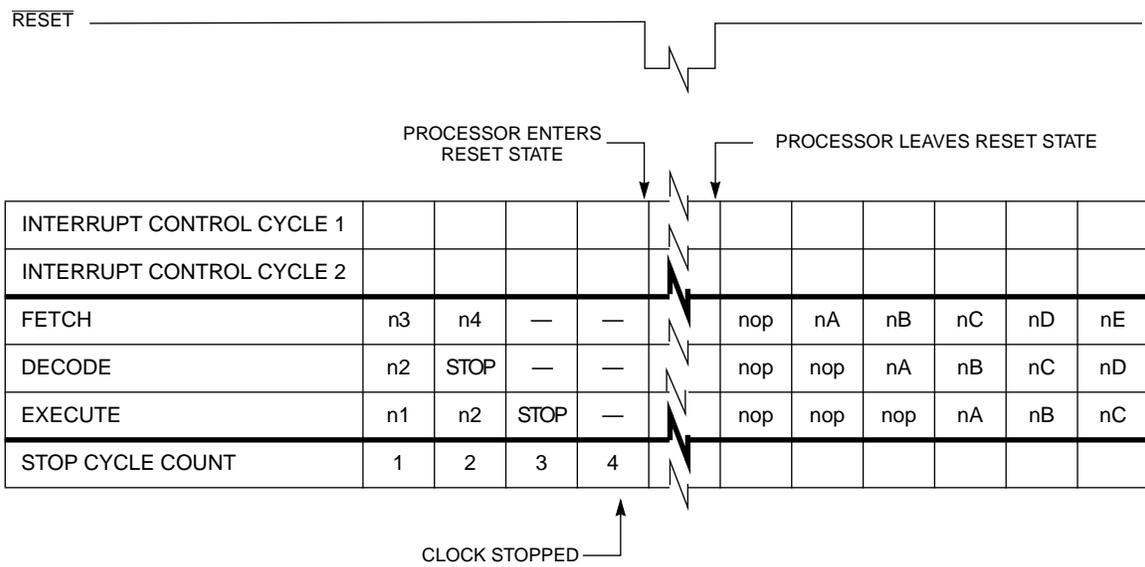 RESET
PROCESSOR ENTERS
RESET STATE
PROCESSOR LEAVES RESET STATE
INTERRUPT CONTROL CYCLE 1
INTERRUPT CONTROL CYCLE 2
FETCH n3 n4 — — nop nA nB nC nD nE
DECODE n2 STOP — — nop nop nA nB nC nD
EXECUTE n1 n2 STOP — nop nop nop nA nB nC
STOP CYCLE COUNT 1 2 3 4
CLOCK STOPPED